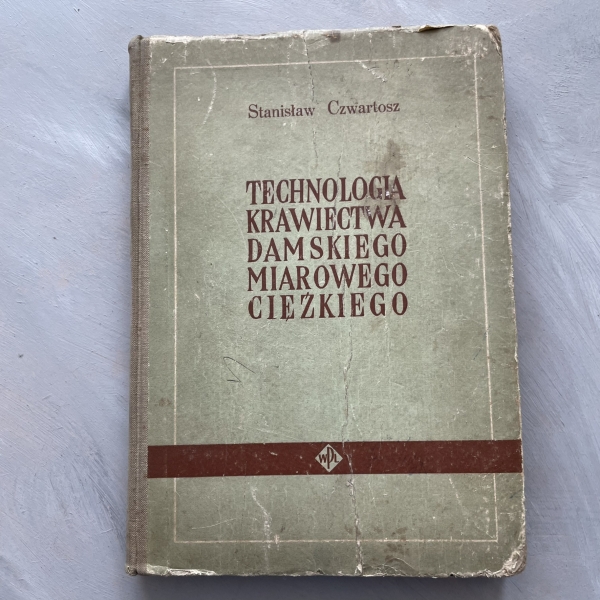 Stanisław Czwartosz
TECHNOLOGIA
KRAWIECTWA
DAMSKIEGO
MIAROWEGO
CIĘŻKIEGO
WPL